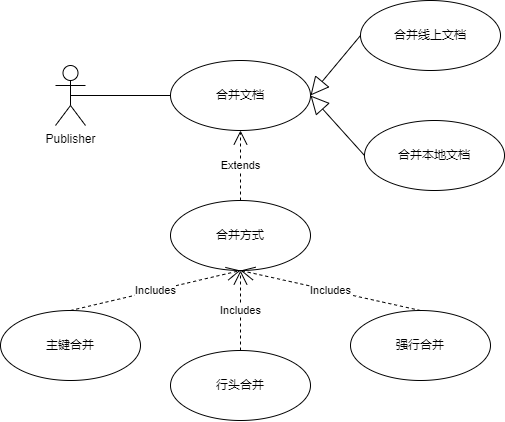 合并线上文档
合并文档
Publisher
合并本地文档
Extends
合并方式
Includes
Includes
Includes
主键合并
行头合并
强行合并